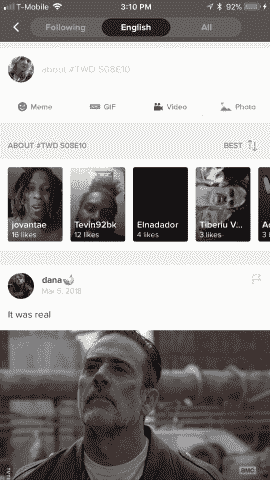 T-Mobile 3:10 PM 92%
Following English All
about #TWD S08E10
Meme GIF Video Photo
ABOUT #TWD S08E10 BEST
jovantae Tevin92bk Elnadador Tiberiu V...
16 likes 12 likes 4 likes 3 likes
dana
Mar 5, 2018
It was real
AMC